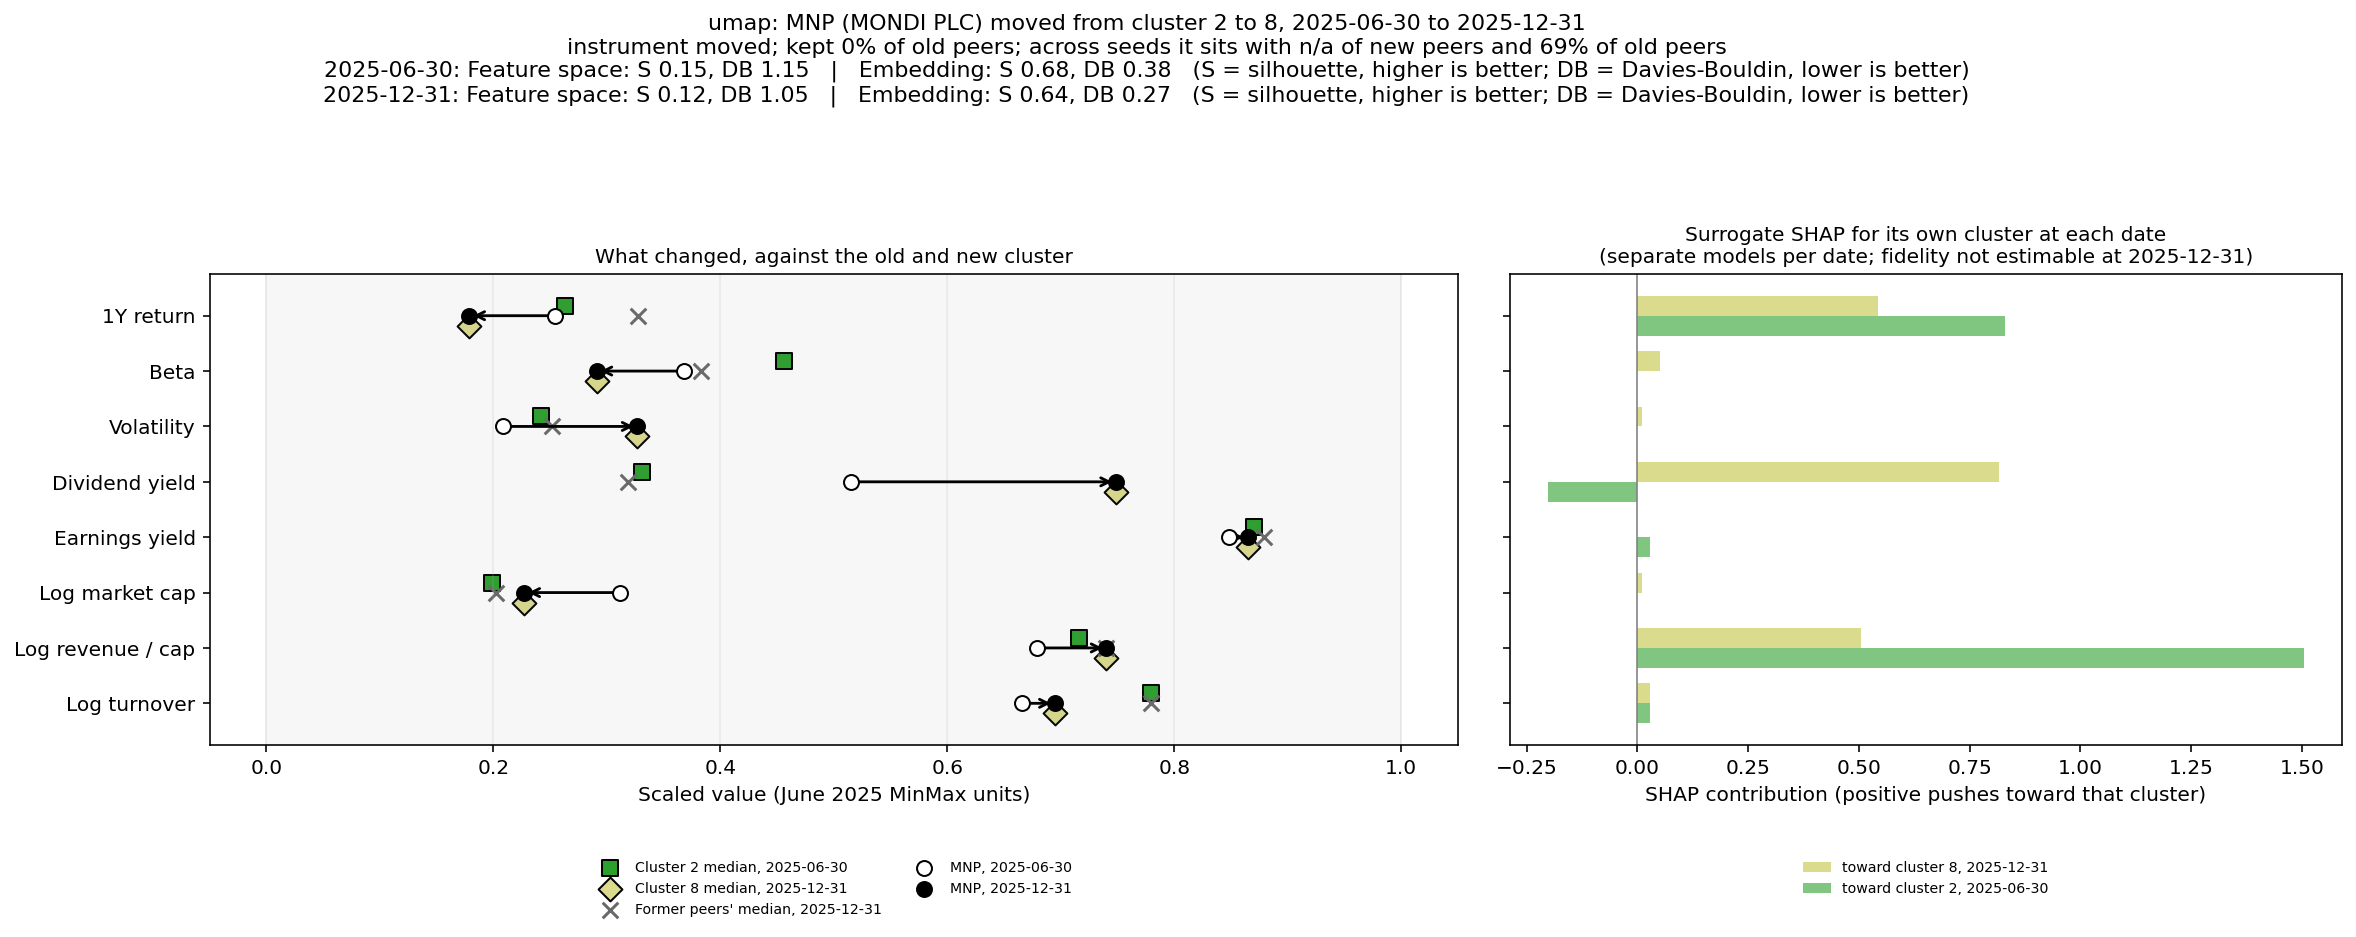 umap: MNP (MONDI PLC) moved from cluster 2 to 8, 2025-06-30 to 2025-12-31
instrument moved; kept 0% of old peers; across seeds it sits with n/a of new peers and 69% of old peers
2025-06-30: Feature space: S 0.15, DB 1.15 | Embedding: S 0.68, DB 0.38 (S = silhouette, higher is better; DB = Davies-Bouldin, lower is better)
2025-12-31: Feature space: S 0.12, DB 1.05 | Embedding: S 0.64, DB 0.27 (S = silhouette, higher is better; DB = Davies-Bouldin, lower is better)
What changed, against the old and new cluster
1Y return
Beta
Volatility
Dividend yield
Earnings yield
Log market cap
Log revenue / cap
Log turnover
0.0 0.2 0.4 0.6 0.8 1.0
Scaled value (June 2025 MinMax units)
Cluster 2 median, 2025-06-30
Cluster 8 median, 2025-12-31
Former peers' median, 2025-12-31
MNP, 2025-06-30
MNP, 2025-12-31
Surrogate SHAP for its own cluster at each date
(separate models per date; fidelity not estimable at 2025-12-31)
−0.25 0.00 0.25 0.50 0.75 1.00 1.25 1.50
SHAP contribution (positive pushes toward that cluster)
toward cluster 8, 2025-12-31
toward cluster 2, 2025-06-30